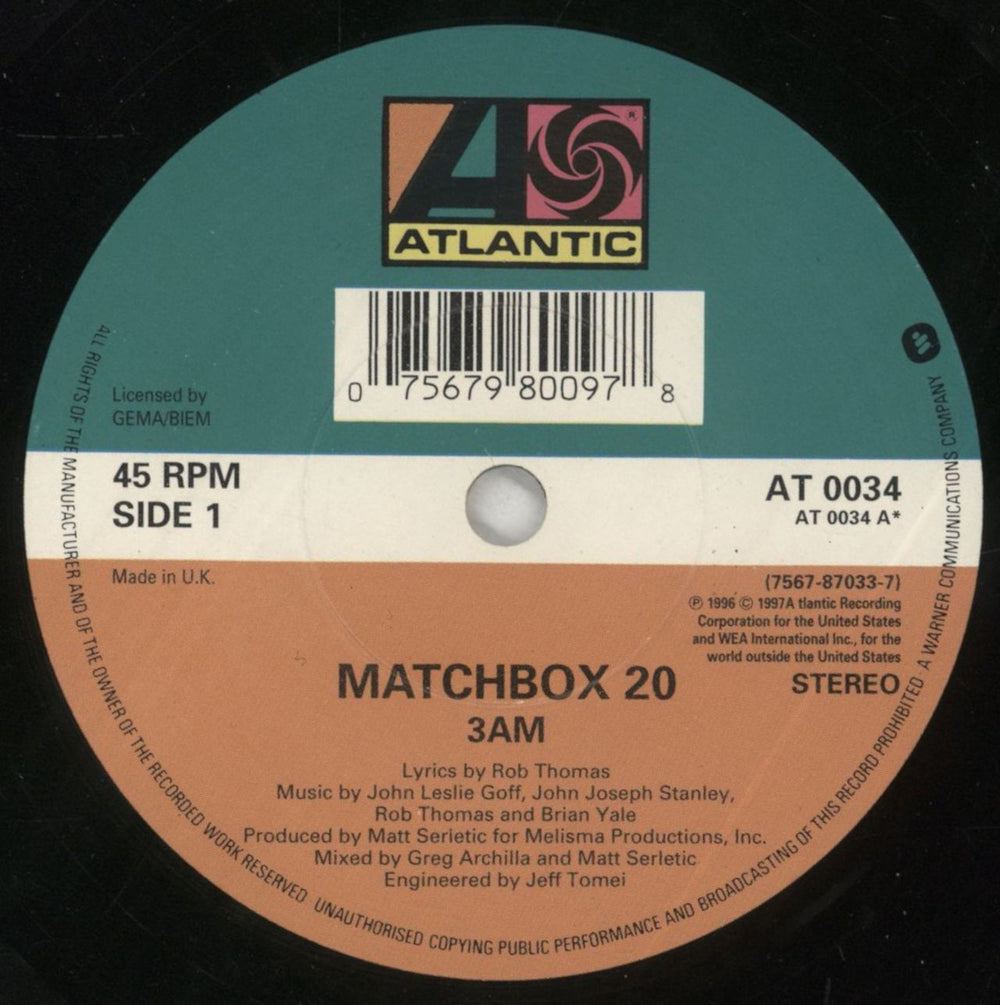 A ®
ATLANTIC
0 75679 80097 8
Licensed by
GEMA/BIEM
45 RPM
SIDE 1
AT 0034
AT 0034 A*
Made in U.K.
(7567-87033-7)
℗ 1996 © 1997A tlantic Recording
Corporation for the United States
and WEA International Inc., for the
world outside the United States
STEREO
MATCHBOX 20
3AM
Lyrics by Rob Thomas
Music by John Leslie Goff, John Joseph Stanley,
Rob Thomas and Brian Yale
Produced by Matt Serletic for Melisma Productions, Inc.
Mixed by Greg Archilla and Matt Serletic
Engineered by Jeff Tomei
ALL RIGHTS OF THE MANUFACTURER AND OF THE OWNER OF THE RECORDED WORK RESERVED UNAUTHORISED COPYING PUBLIC PERFORMANCE AND BROADCASTING OF THIS RECORD PROHIBITED A WARNER COMMUNICATIONS COMPANY